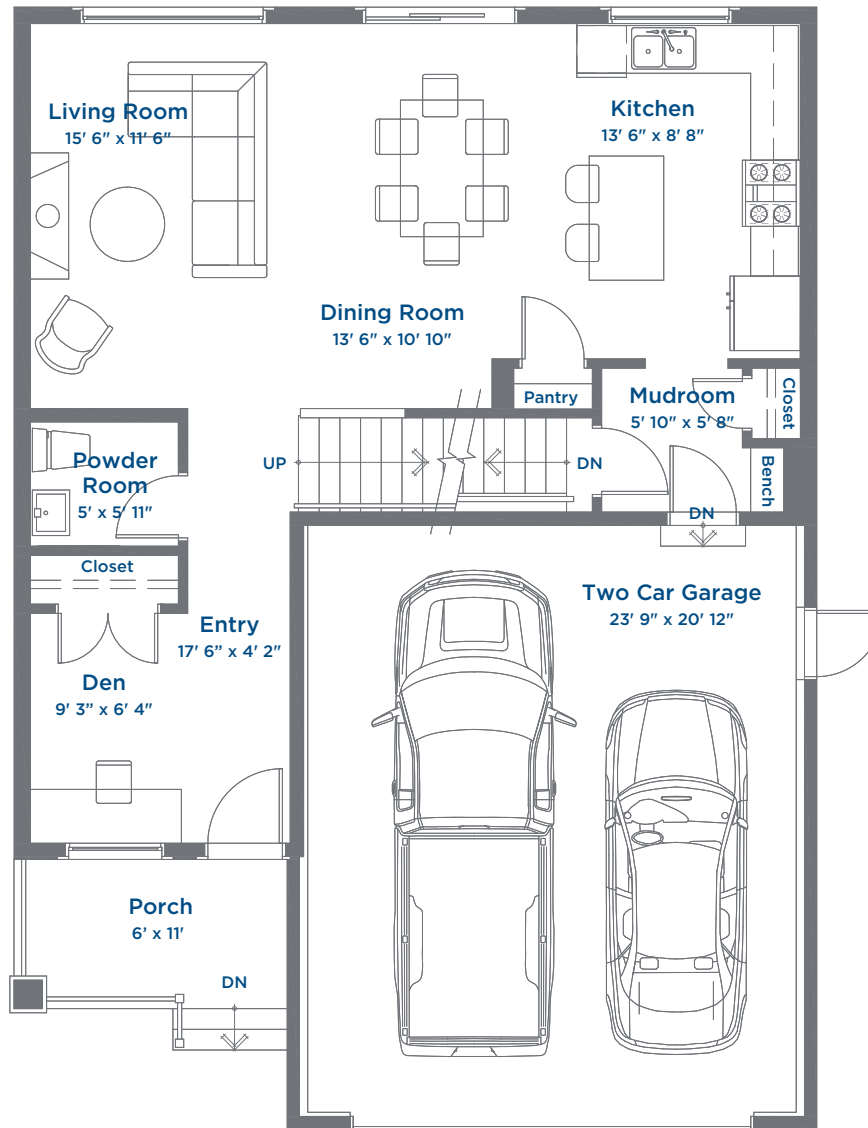 Living Room
15' 6" x 11' 6"
Kitchen
13' 6" x 8' 8"
Dining Room
13' 6" x 10' 10"
Pantry
Mudroom
5' 10" x 5' 8"
Closet
Bench
UP
DN
DN
Powder
Room
5' x 5' 11"
Closet
Entry
17' 6” x 4' 2"
Den
9' 3” x 6' 4"
Two Car Garage
23' 9" x 20' 12"
Porch
6’ x 11'
DN